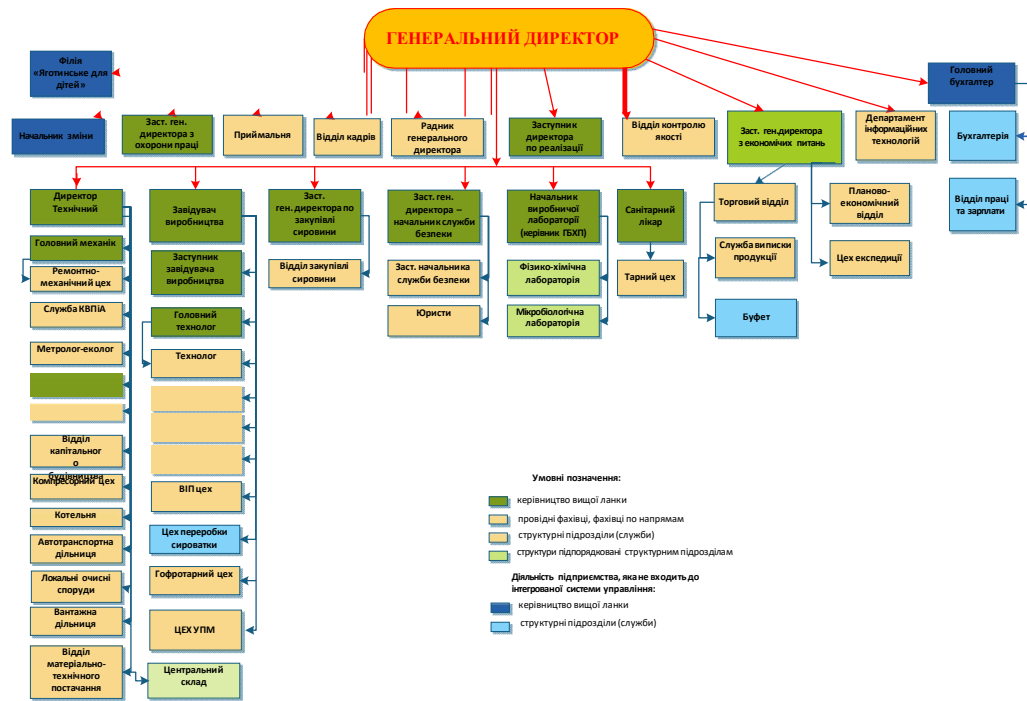 ГЕНЕРАЛЬНИЙ ДИРЕКТОР
Філія
«Яготинське для
дітей»
Головний
бухгалтер
Начальник зміни
Заст. ген.
директора з
охорони праці
Приймальня
Відділ кадрів
Радник
генерального
директора
Заступник
директора
по реалізації
Відділ контролю
якості
Заст. ген.директора
з економічних питань
Департамент
інформаційних
технологій
Бухгалтерія
Директор
Технічний
Завідувач
виробництва
Заст.
ген. директора по
закупівлі
сировини
Заст. ген.
директора –
начальник служби
безпеки
Начальник
виробничої
лабораторії
(керівник ГБХП)
Санітарний
лікар
Торговий відділ
Планово-
економічний
відділ
Відділ праці
та зарплати
Головний механік
Ремонтно-
механічний цех
Служба КВПіА
Метролог-еколог
Відділ
капітальног
о
будівництва
Компресорний цех
Котельня
Автотранспортна
дільниця
Локальні очисні
споруди
Вантажна
дільниця
Відділ
матеріально-
технічного
постачання
Заступник
завідувача
виробництва
Головний
технолог
Технолог
ВІП цех
Цех переробки
сироватки
Гофротарний цех
ЦЕХ УПМ
Центральний
склад
Відділ закупівлі
сировини
Заст. начальника
служби безпеки
Юристи
Фізико-хімічна
лабораторія
Мікробіологічна
лабораторія
Тарний цех
Служба виписки
продукції
Буфет
Цех експедиції
Умовні позначення:
керівництво вищої ланки
провідні фахівці, фахівці по напрямам
структурні підрозділи (служби)
структури підпорядковані структурним підрозділам
Діяльність підприємства, яка не входить до
інтегрованої системи управління:
керівництво вищої ланки
структурні підрозділи (служби)